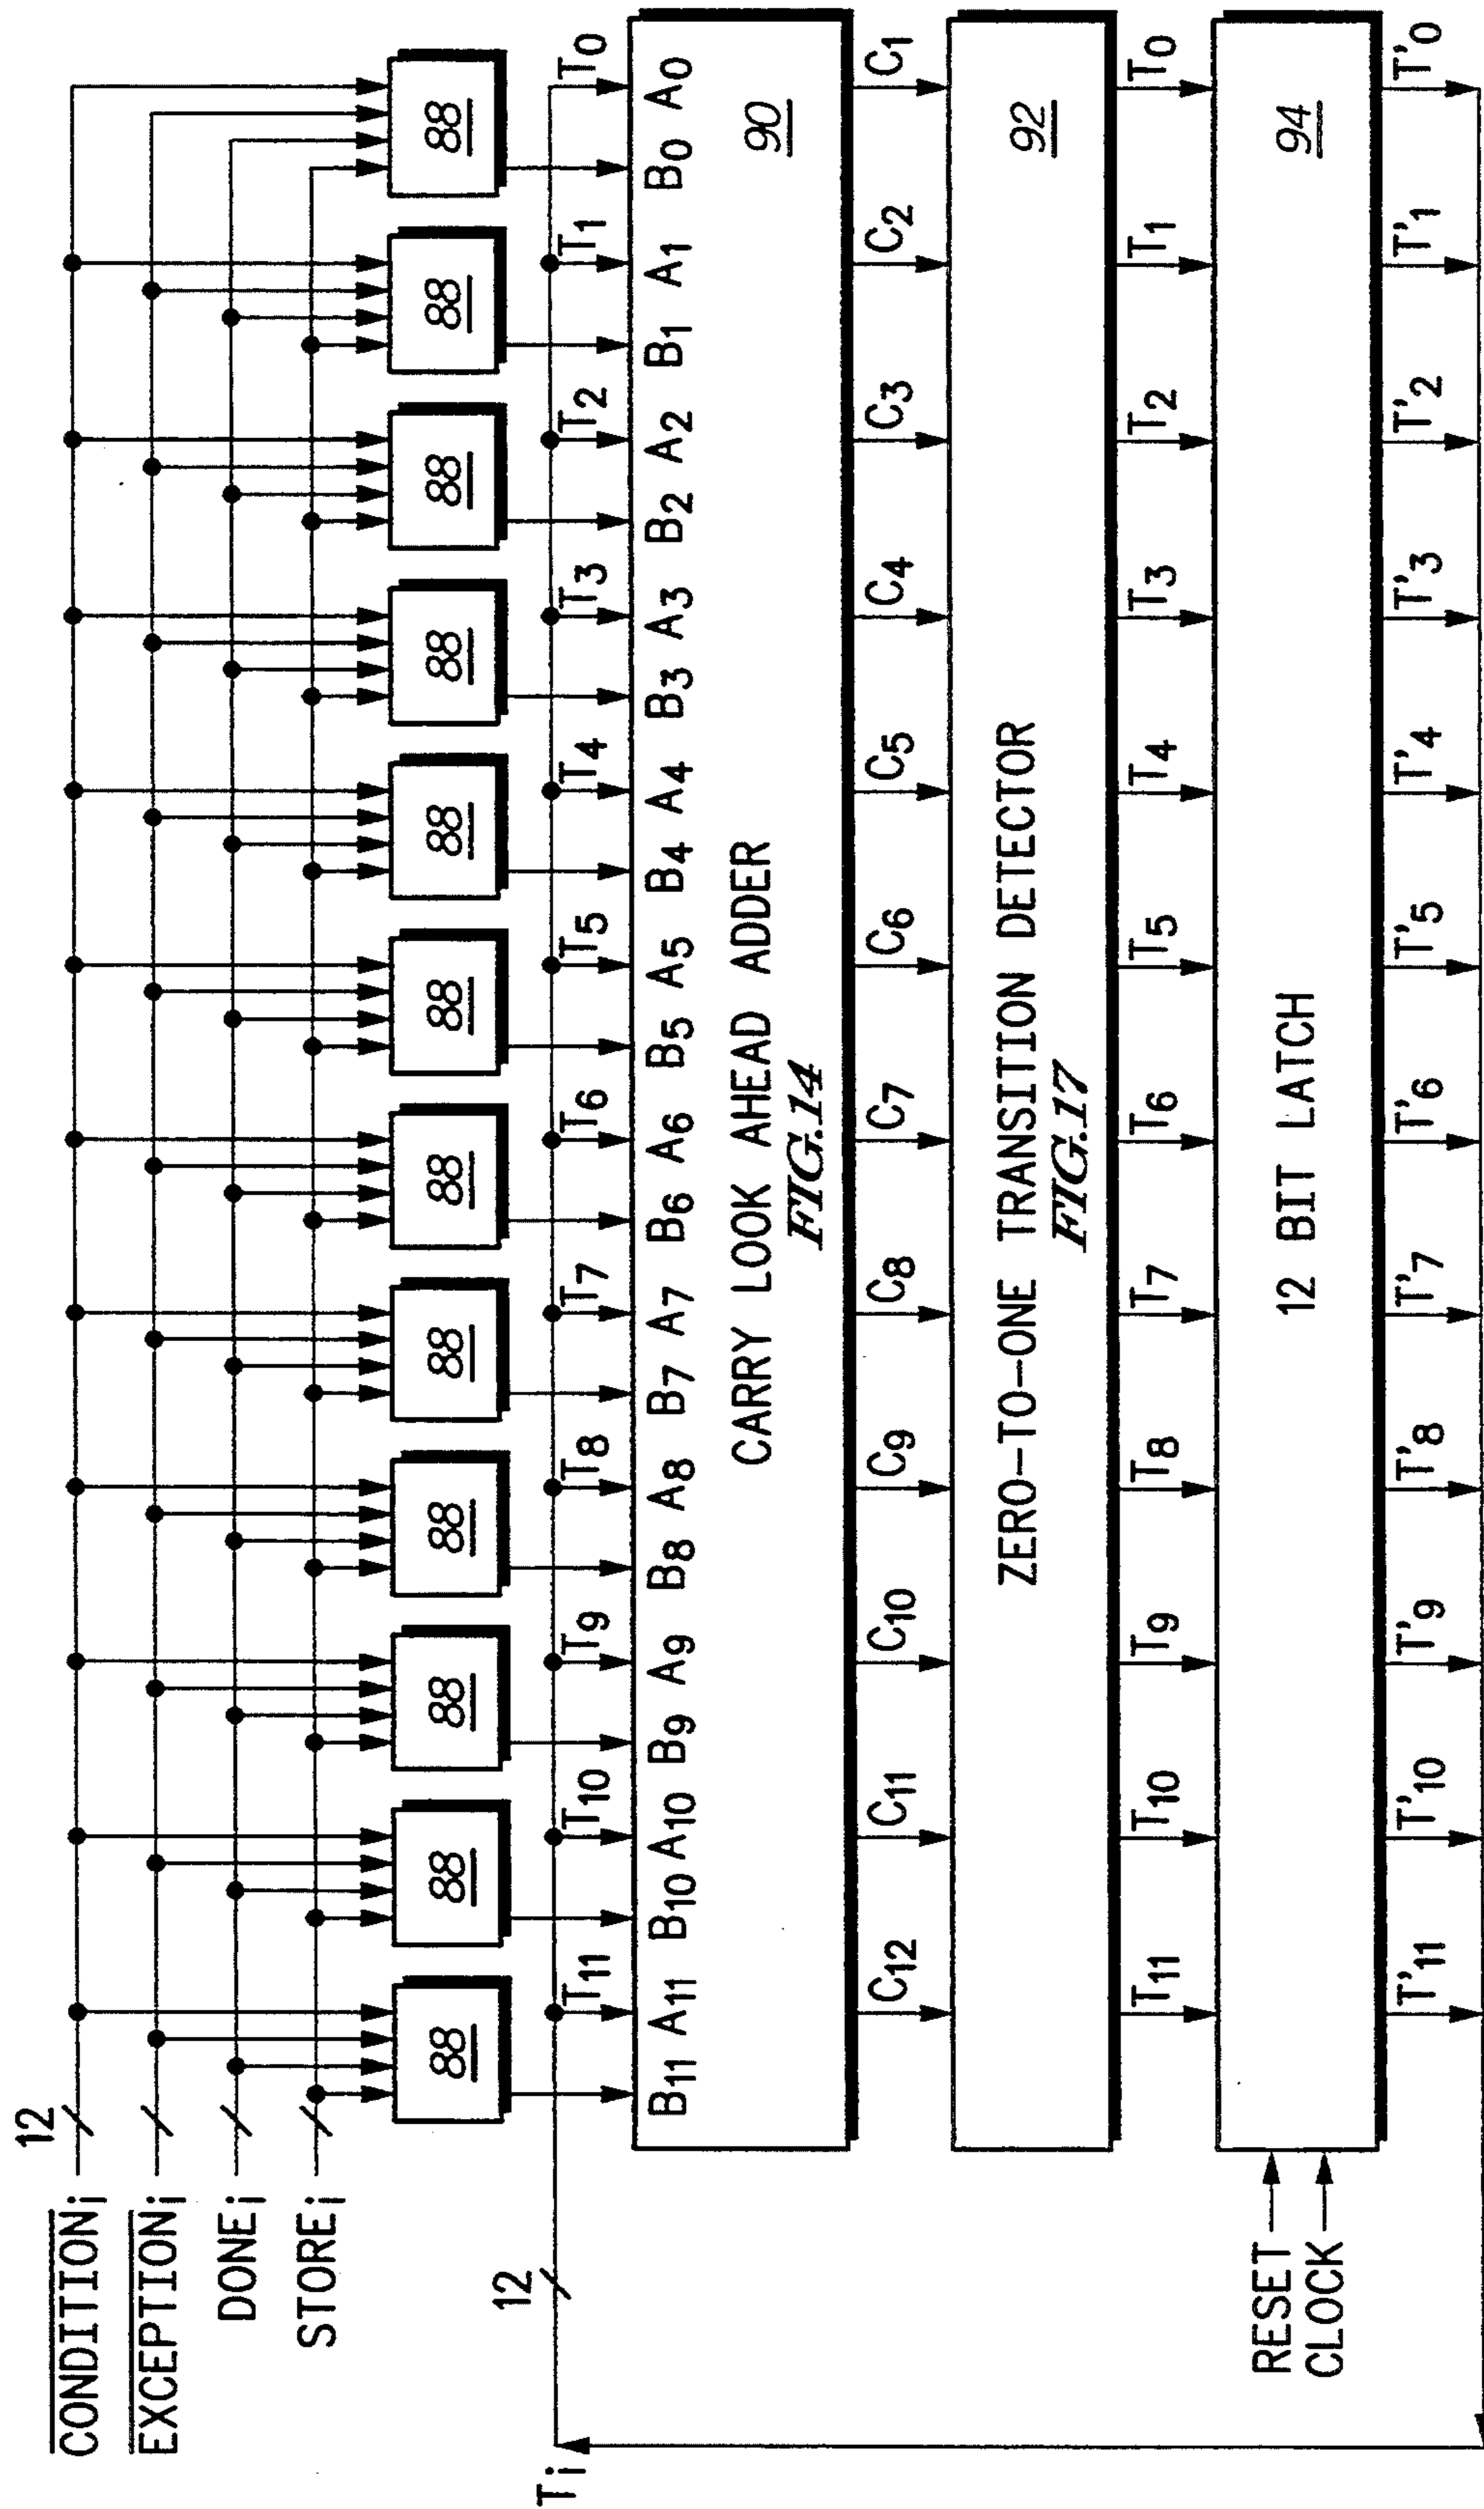 12
CONDITIONi
EXCEPTIONi
DONEi
STOREi
88 88 88 88 88 88 88 88 88 88 88 88
12
Ti
T11 T10 T9 T8 T7 T6 T5 T4 T3 T2 T1 T0
B11 A11 B10 A10 B9 A9 B8 A8 B7 A7 B6 A6 B5 A5 B4 A4 B3 A3 B2 A2 B1 A1 B0 A0
CARRY LOOK AHEAD ADDER
90
FIG.14
C12 C11 C10 C9 C8 C7 C6 C5 C4 C3 C2 C1
ZERO-TO-ONE TRANSITION DETECTOR
92
FIG.17
T11 T10 T9 T8 T7 T6 T5 T4 T3 T2 T1 T0
RESET
CLOCK
12 BIT LATCH
94
T'11 T'10 T'9 T'8 T'7 T'6 T'5 T'4 T'3 T'2 T'1 T'0